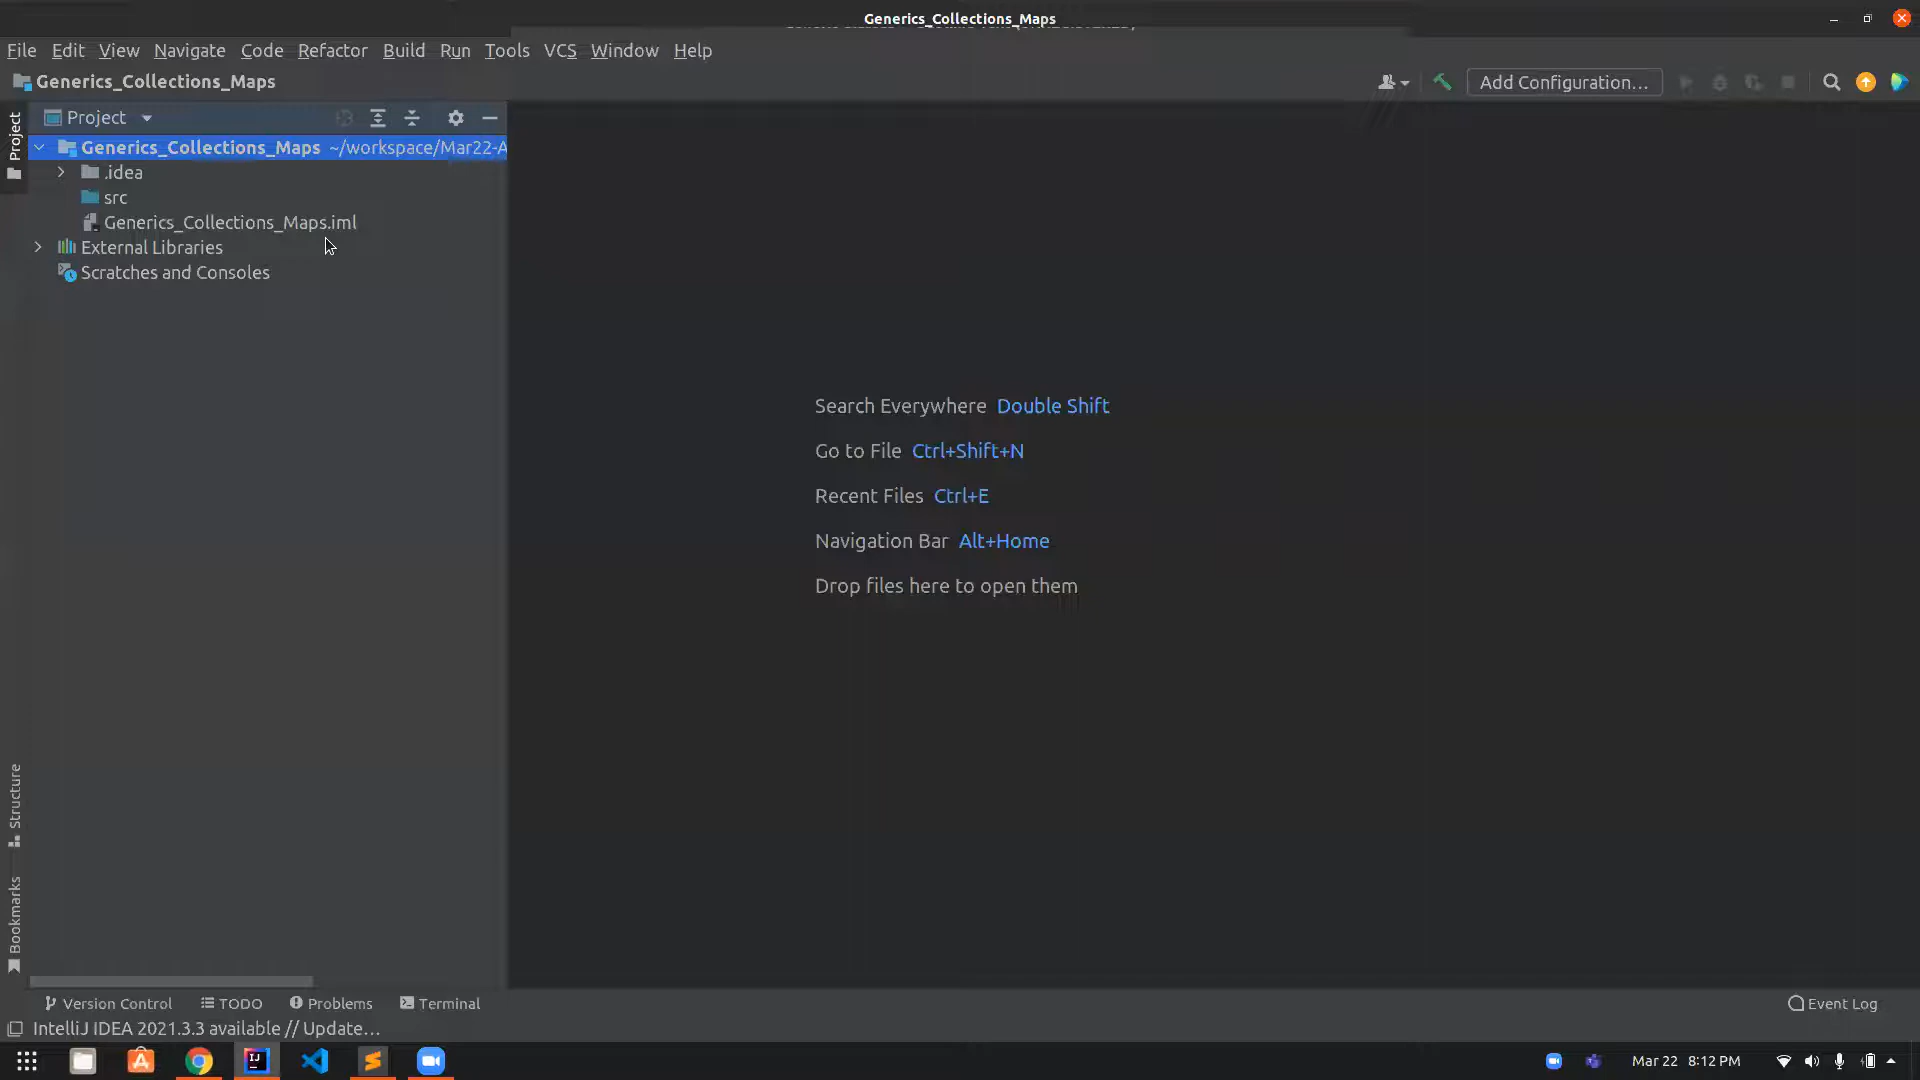 Generics_Collections_Maps
File Edit View Navigate Code Refactor Build Run Tools VCS Window Help
Generics_Collections_Maps
Add Configuration...
Project
Project
Generics_Collections_Maps ~/workspace/Mar22-A
.idea
src
Generics_Collections_Maps.iml
External Libraries
Scratches and Consoles
Search Everywhere Double Shift
Go to File Ctrl+Shift+N
Recent Files Ctrl+E
Navigation Bar Alt+Home
Drop files here to open them
Structure
Bookmarks
Version Control TODO Problems Terminal
Event Log
IntelliJ IDEA 2021.3.3 available // Update...
IJ
Mar 22 8:12 PM